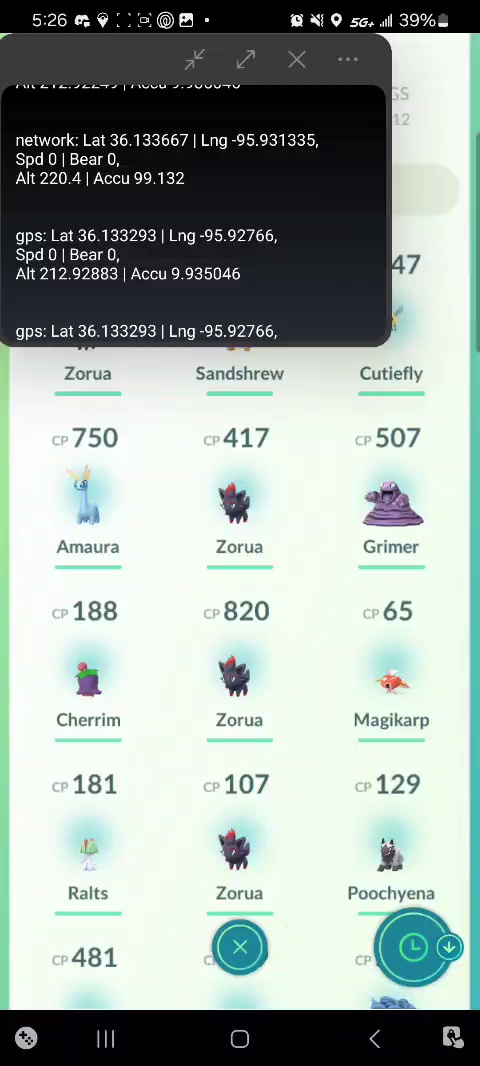 5:26
5G+
39%
Alt 212.92249 | Accu 9.935046
network: Lat 36.133667 | Lng -95.931335,
Spd 0 | Bear 0,
Alt 220.4 | Accu 99.132
gps: Lat 36.133293 | Lng -95.92766,
Spd 0 | Bear 0,
Alt 212.92883 | Accu 9.935046
gps: Lat 36.133293 | Lng -95.92766,
GS
12
47
Zorua Sandshrew Cutiefly
CP 750 CP 417 CP 507
Amaura Zorua Grimer
CP 188 CP 820 CP 65
Cherrim Zorua Magikarp
CP 181 CP 107 CP 129
Ralts Zorua Poochyena
CP 481 CP